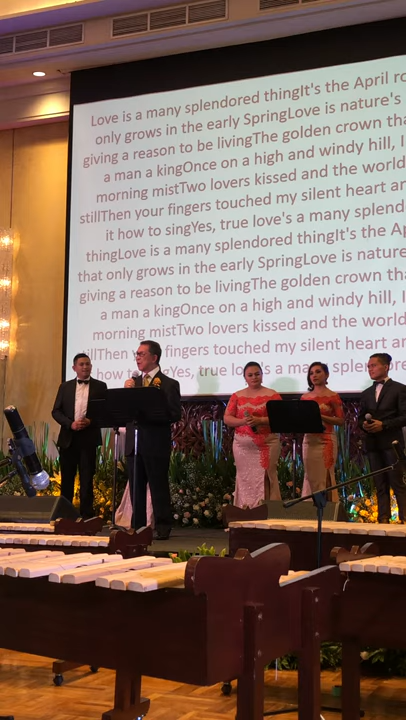 Love is a many splendored thingIt's the April ro
only grows in the early SpringLove is nature's
giving a reason to be livingThe golden crown tha
a man a kingOnce on a high and windy hill, I
morning mistTwo lovers kissed and the world
stillThen your fingers touched my silent heart an
it how to singYes, true love's a many splend
thingLove is a many splendored thingIt's the Ap
that only grows in the early SpringLove is nature
giving a reason to be livingThe golden crown tha
a man a kingOnce on a high and windy hill, I
morning mistTwo lovers kissed and the world
stillThen your fingers touched my silent heart an
how to singYes, true love's a many splendore